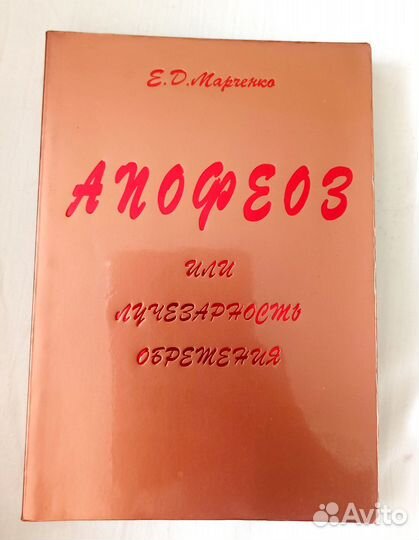 Е.Д.Марченко
АПОФЕОЗ
ИЛИ
ЛУЧЕЗАРНОСТЬ
ОБРЕТЕНИЯ
Avito